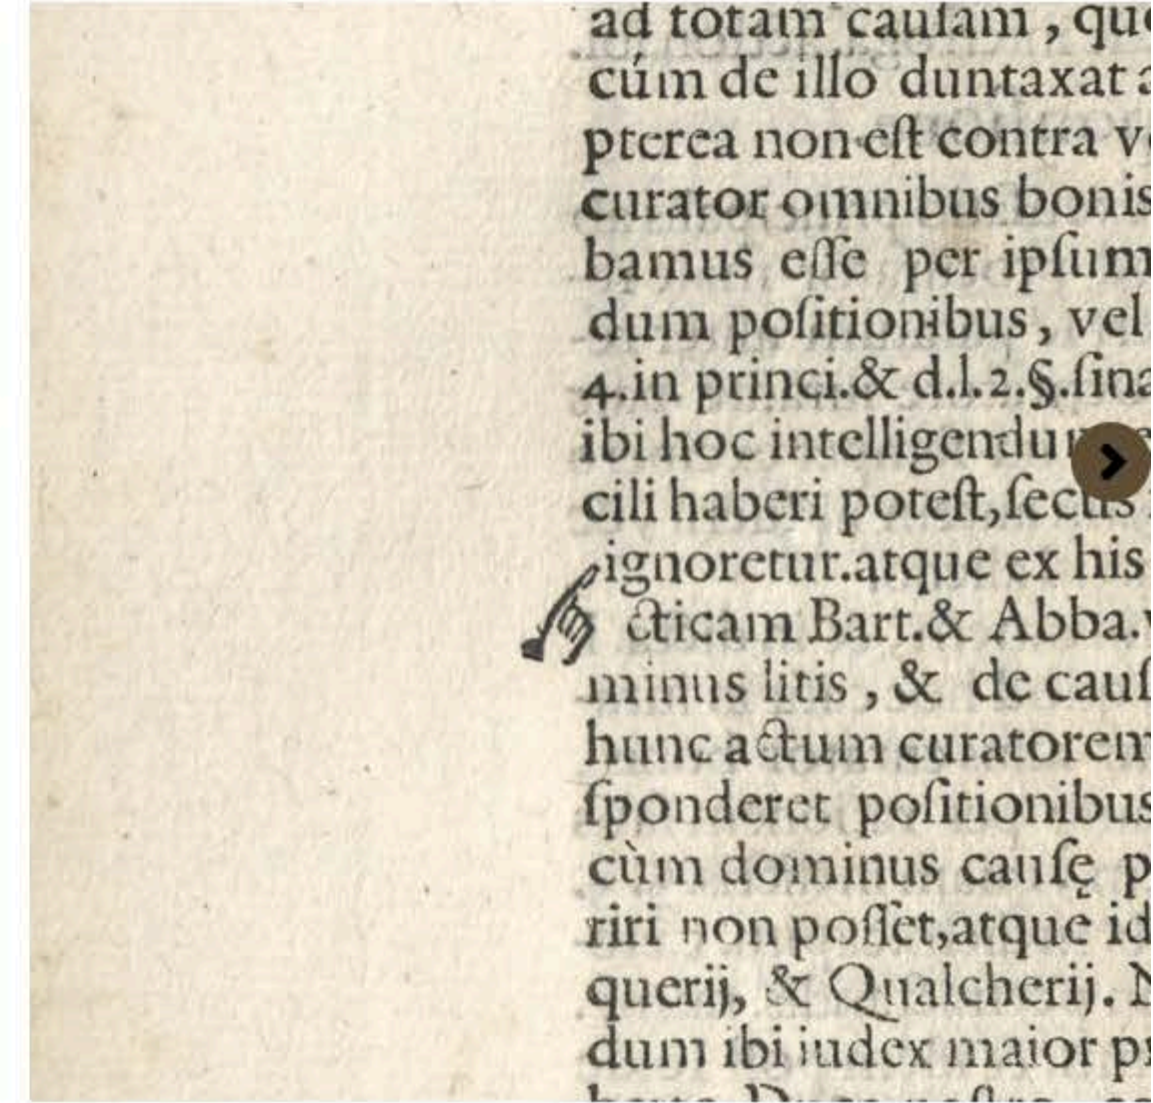 ad totam cauſam, qu
cúm de illo duntaxat
pterea non eſt contra v
curator omnibus bonis
bamus eſſe per ipſum
dum poſitionibus, vel
4.in princi.& d.l.2.§.fina
ibi hoc intelligendu
cili haberi poteſt,ſecus
ignoretur.atque ex his
cticam Bart.& Abba.
minus litis, & de cauſ
hunc actum curatorem
ſponderet poſitionibus
cùm dominus cauſę p
riri non poſſet,atque id
querij, & Qualcherij. N
dum ibi iudex maior p